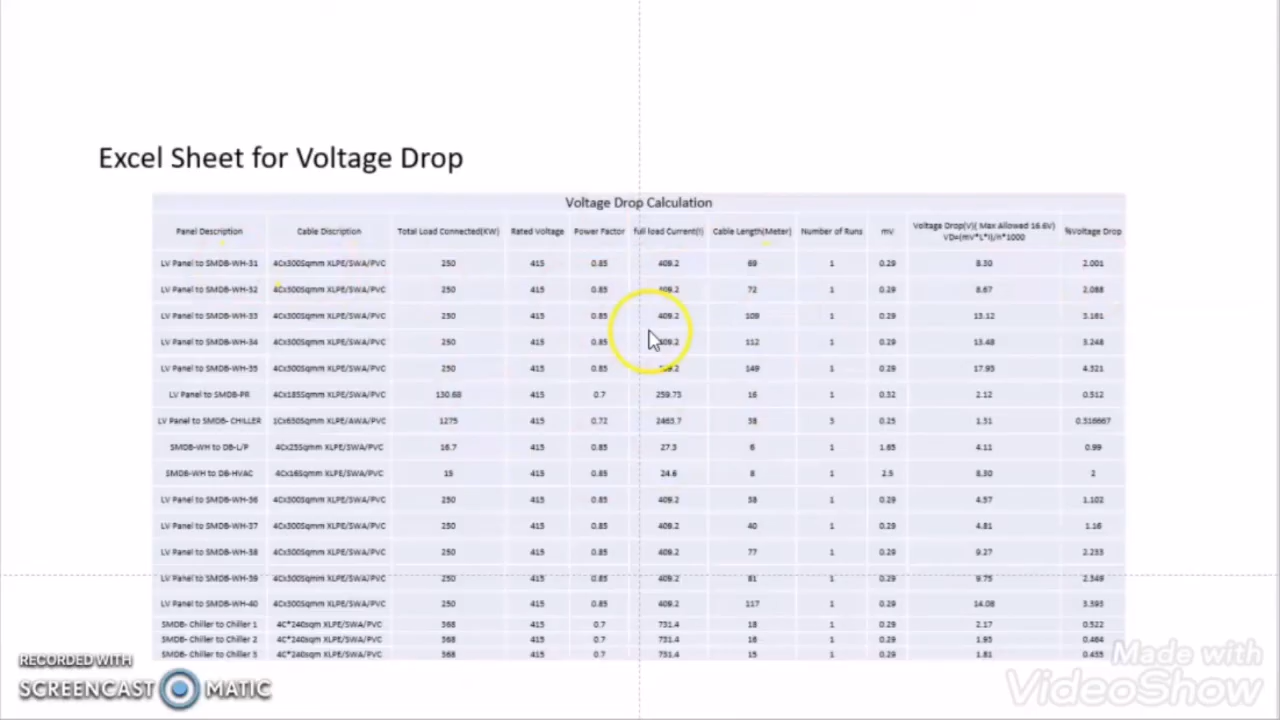 Excel Sheet for Voltage Drop
Voltage Drop Calculation
Panel Description Cable Discription Total Load Connected(KW) Rated Voltage Power Factor full load Current(I) Cable Length(Meter) Number of Runs mv Voltage Drop(V)( Max Allowed 16.6V) VD=(mV*L*I)/n*1000 %Voltage Drop
LV Panel to SMDB-WH-31 4Cx300Sqmm XLPE/SWA/PVC 250 415 0.85 409.2 69 1 0.29 8.30 2.001
LV Panel to SMDB-WH-32 4Cx300Sqmm XLPE/SWA/PVC 250 415 0.85 409.2 72 1 0.29 8.67 2.088
LV Panel to SMDB-WH-33 4Cx300Sqmm XLPE/SWA/PVC 250 415 0.85 409.2 109 1 0.29 13.12 3.161
LV Panel to SMDB-WH-34 4Cx300Sqmm XLPE/SWA/PVC 250 415 0.85 409.2 112 1 0.29 13.48 3.248
LV Panel to SMDB-WH-35 4Cx300Sqmm XLPE/SWA/PVC 250 415 0.85 149 1 0.29 17.93 4.321
LV Panel to SMDB-PR 4Cx185Sqmm XLPE/SWA/PVC 130.68 415 0.7 259.73 16 1 0.32 2.12 0.512
LV Panel to SMDB- CHILLER 1Cx630Sqmm XLPE/AWA/PVC 1275 415 0.72 2463.7 415 0.25 1.31 0.316667
SMDB-WH to DB-L/P 4Cx25Sqmm XLPE/SWA/PVC 16.7 415 0.85 27.3 6 1 1.65 4.11 0.99
SMDB-WH to DB-HVAC 4Cx16Sqmm XLPE/SWA/PVC 15 415 0.85 24.6 8 1 2.5 8.30 2
LV Panel to SMDB-WH-36 4Cx300Sqmm XLPE/SWA/PVC 250 415 0.85 409.2 38 1 0.29 4.57 1.102
LV Panel to SMDB-WH-37 4Cx300Sqmm XLPE/SWA/PVC 250 415 0.85 409.2 40 1 0.29 4.81 1.16
LV Panel to SMDB-WH-38 4Cx300Sqmm XLPE/SWA/PVC 250 415 0.85 409.2 77 1 0.29 9.27 2.233
LV Panel to SMDB-WH-39 4Cx300Sqmm XLPE/SWA/PVC 250 415 0.85 409.2 81 1 0.29 9.75 2.349
LV Panel to SMDB-WH-40 4Cx300Sqmm XLPE/SWA/PVC 250 415 0.85 409.2 117 1 0.29 14.08 3.393
SMDB- Chiller to Chiller 1 4C*240sqm XLPE/SWA/PVC 368 415 0.7 731.4 18 1 0.29 2.17 0.522
SMDB- Chiller to Chiller 2 4C*240sqm XLPE/SWA/PVC 368 415 0.7 731.4 16 1 0.29 1.93 0.464
SMDB- Chiller to Chiller 3 4C*240sqm XLPE/SWA/PVC 368 415 0.7 731.4 15 1 0.29 1.81 0.435
RECORDED WITH
SCREENCAST MATIC
Made with
VideoShow